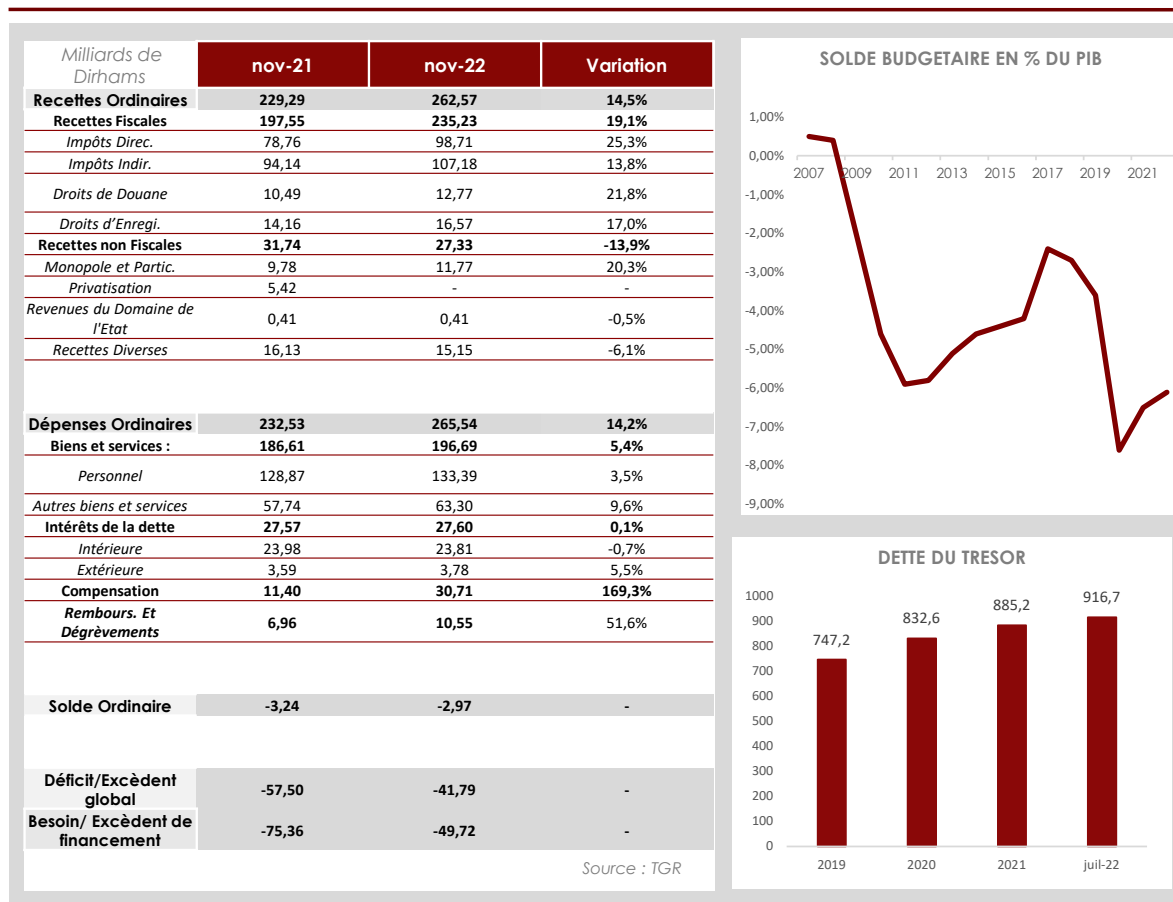 Milliards de
Dirhams
nov-21 nov-22 Variation
Recettes Ordinaires 229,29 262,57 14,5%
Recettes Fiscales 197,55 235,23 19,1%
Impôts Direc. 78,76 98,71 25,3%
Impôts Indir. 94,14 107,18 13,8%
Droits de Douane 10,49 12,77 21,8%
Droits d’Enregi. 14,16 16,57 17,0%
Recettes non Fiscales 31,74 27,33 -13,9%
Monopole et Partic. 9,78 11,77 20,3%
Privatisation 5,42 - -
Revenues du Domaine de
l'Etat 0,41 0,41 -0,5%
Recettes Diverses 16,13 15,15 -6,1%
Dépenses Ordinaires 232,53 265,54 14,2%
Biens et services : 186,61 196,69 5,4%
Personnel 128,87 133,39 3,5%
Autres biens et services 57,74 63,30 9,6%
Intérêts de la dette 27,57 27,60 0,1%
Intérieure 23,98 23,81 -0,7%
Extérieure 3,59 3,78 5,5%
Compensation 11,40 30,71 169,3%
Rembours. Et
Dégrèvements 6,96 10,55 51,6%
Solde Ordinaire -3,24 -2,97 -
Déficit/Excèdent
global -57,50 -41,79 -
Besoin/ Excèdent de
financement -75,36 -49,72 -
Source : TGR
SOLDE BUDGETAIRE EN % DU PIB
1,00%
0,00%
2007 2009 2011 2013 2015 2017 2019 2021
-1,00%
-2,00%
-3,00%
-4,00%
-5,00%
-6,00%
-7,00%
-8,00%
-9,00%
DETTE DU TRESOR
1000
900
800
700
600
500
400
300
200
100
0
747,2 832,6 885,2 916,7
2019 2020 2021 juil-22